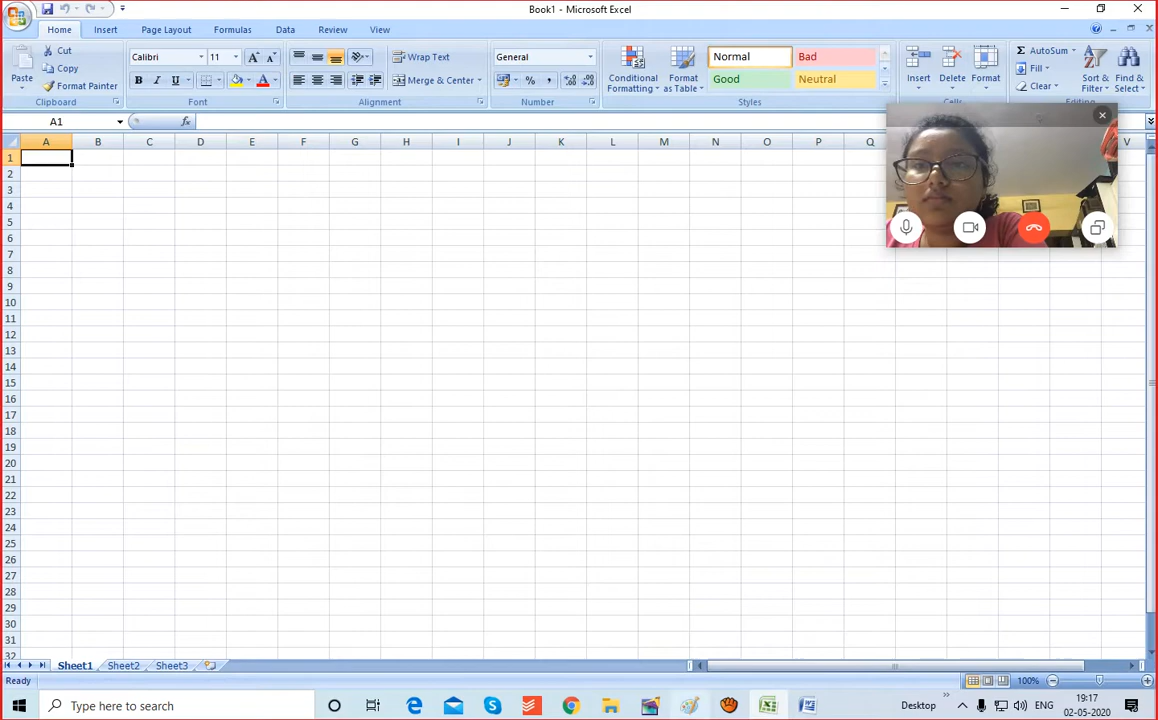 Book1 - Microsoft Excel
Home Insert Page Layout Formulas Data Review View
Paste
Cut
Copy
Format Painter
Clipboard
Calibri 11
B I U
Font
Wrap Text
Merge & Center
Alignment
General
% ,
Number
Conditional Formatting
Format as Table
Normal Bad
Good Neutral
Styles
Insert Delete Format
Cells
AutoSum
Fill
Clear
Sort & Filter
Find & Select
Editing
A1 fx
A B C D E F G H I J K L M N O P Q V
1
2
3
4
5
6
7
8
9
10
11
12
13
14
15
16
17
18
19
20
21
22
23
24
25
26
27
28
29
30
31
32
Sheet1 Sheet2 Sheet3
Ready 100%
Type here to search
Desktop ENG
19:17
02-05-2020